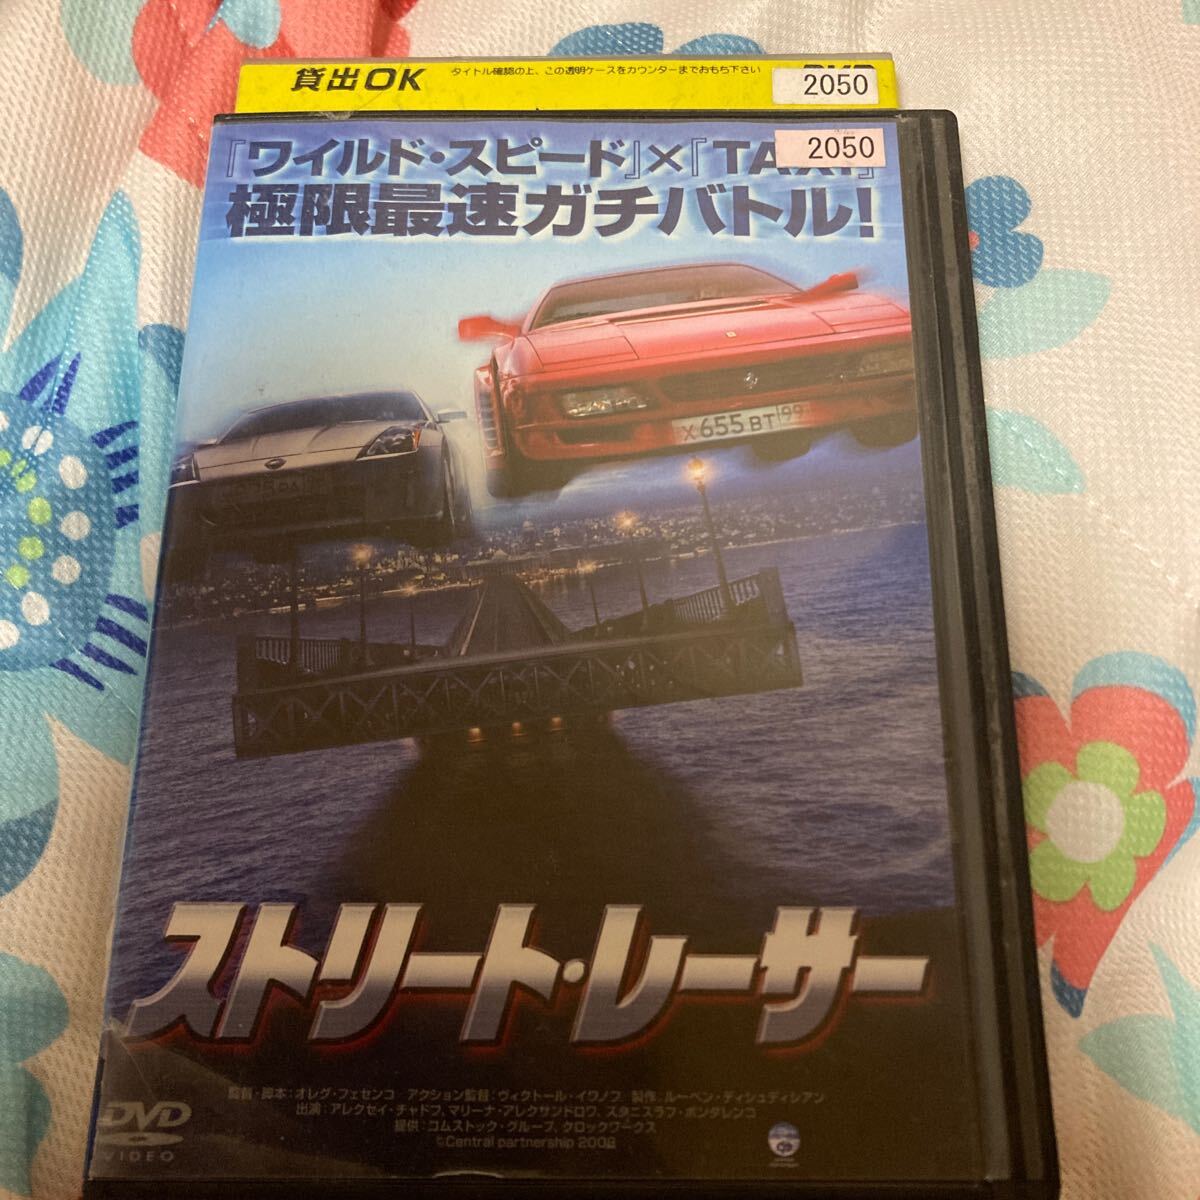 貸出OK
タイトル確認の上、この透明ケースをカウンターまでおもち下さい
2050
2050
『ワイルド・スピード』×『TAXi』
極限最速ガチバトル!
X 655 BT 99
ストリート・レーサー
監督・脚本:オレグ・フェセンコ アクション監督:ヴィクトール・イワノフ 製作:ルーベン・ディシュディシアン
出演:アレクセイ・チャドフ、マリーナ・アレクサンドロワ、スタニスラフ・ボンダレンコ
提供:コムストック・グループ、クロックワークス
©Central partnership 2008
DVD
VIDEO